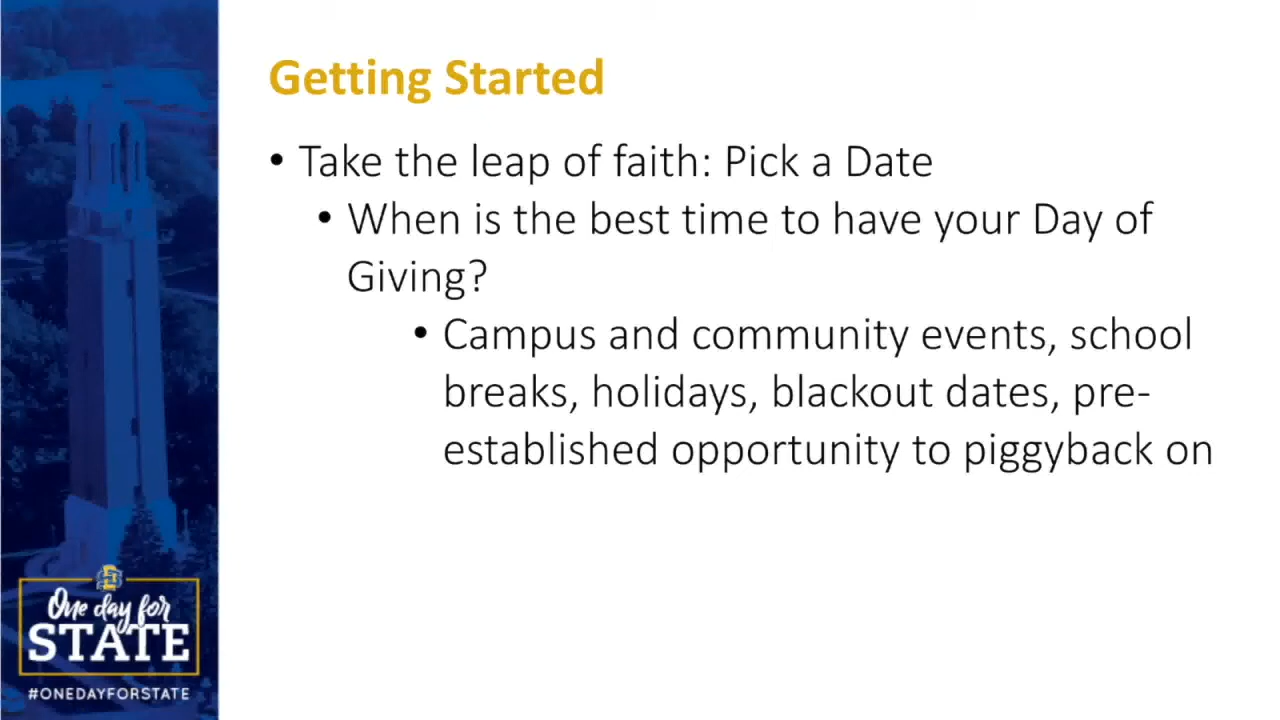 Getting Started
• Take the leap of faith: Pick a Date
• When is the best time to have your Day of
Giving?
• Campus and community events, school
breaks, holidays, blackout dates, pre-
established opportunity to piggyback on
One day for
STATE
#ONEDAYFORSTATE